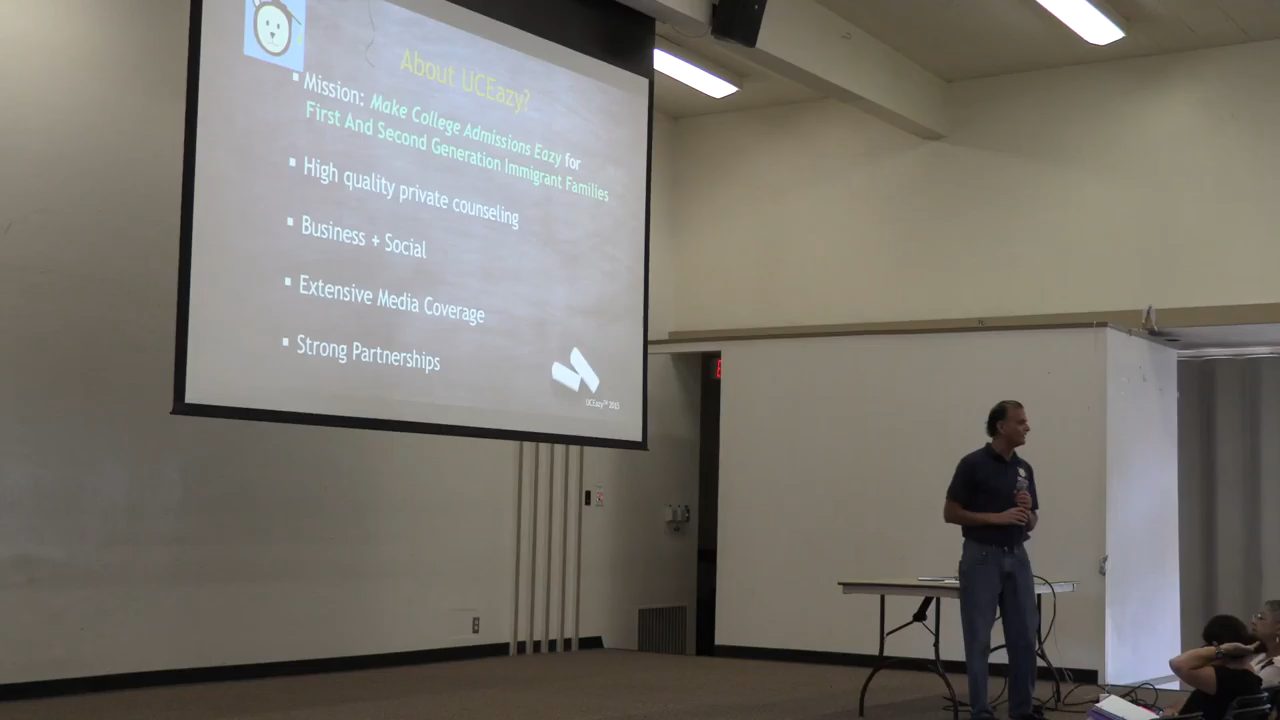 About UCEazy?
▪ Mission: Make College Admissions Eazy for
First And Second Generation Immigrant Families
▪ High quality private counseling
▪ Business + Social
▪ Extensive Media Coverage
▪ Strong Partnerships
UCEazy™ 2015